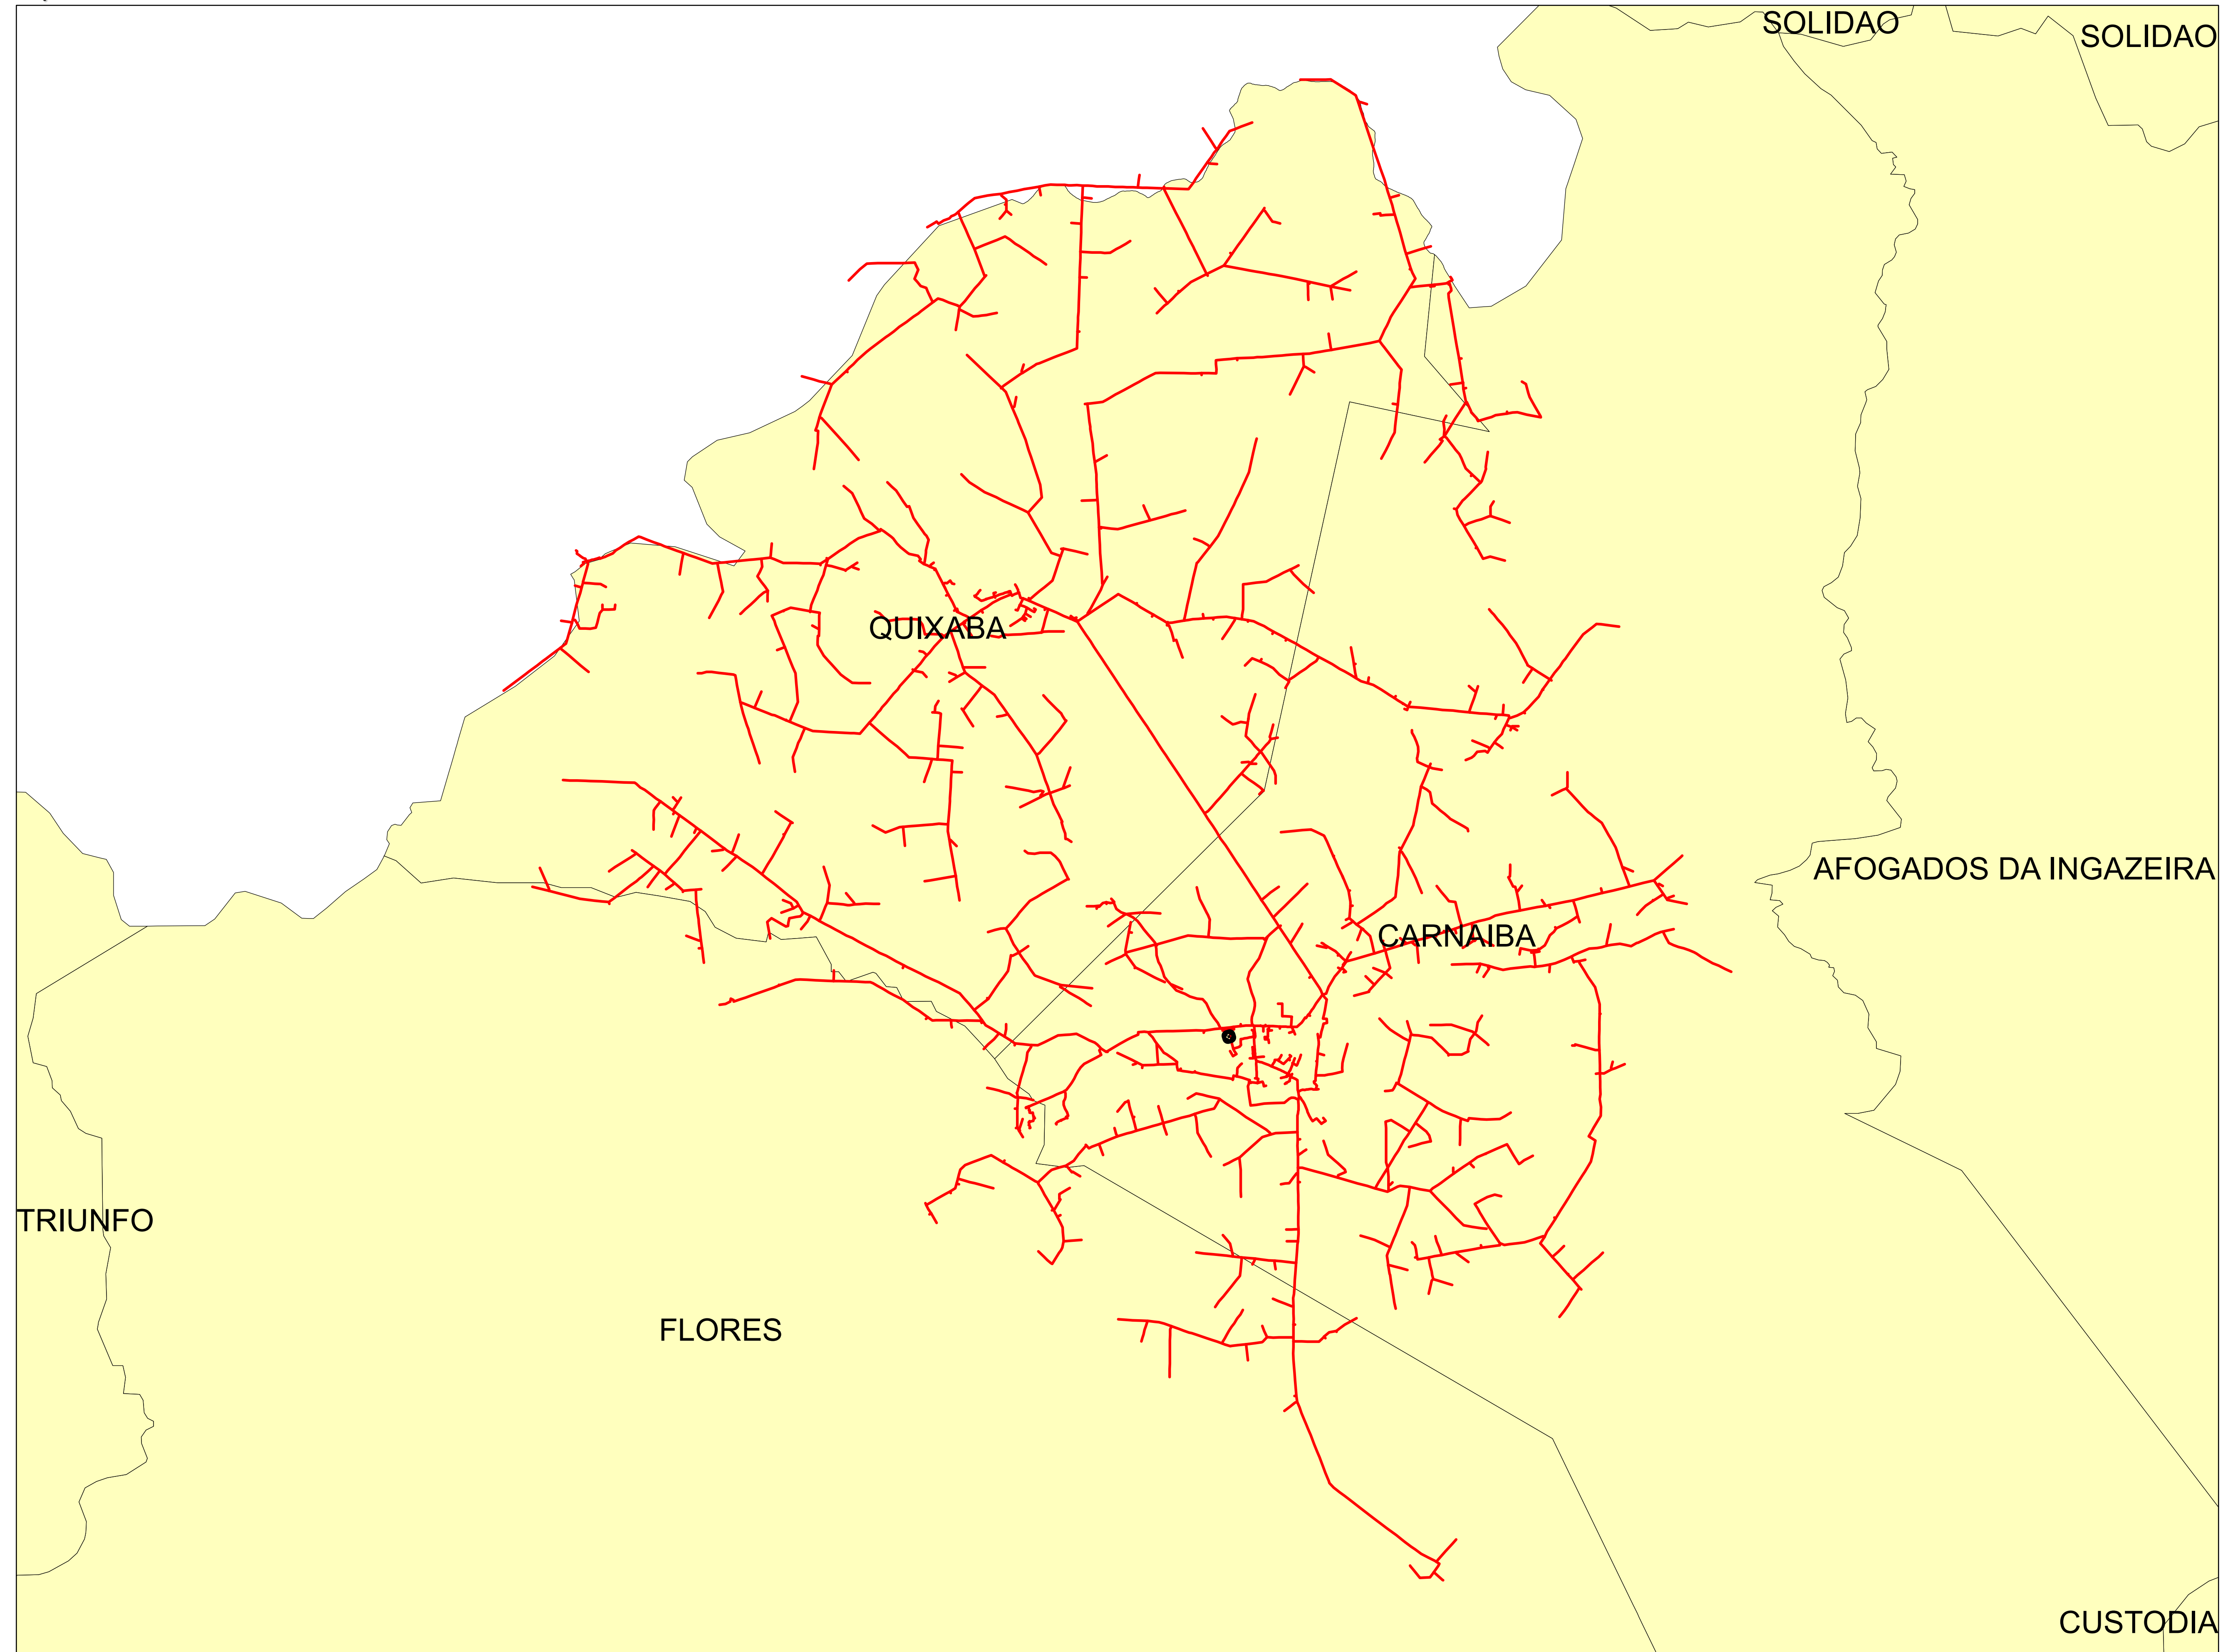 SOLIDAO
SOLIDAO
QUIXABA
AFOGADOS DA INGAZEIRA
CARNAIBA
TRIUNFO
FLORES
CUSTODIA